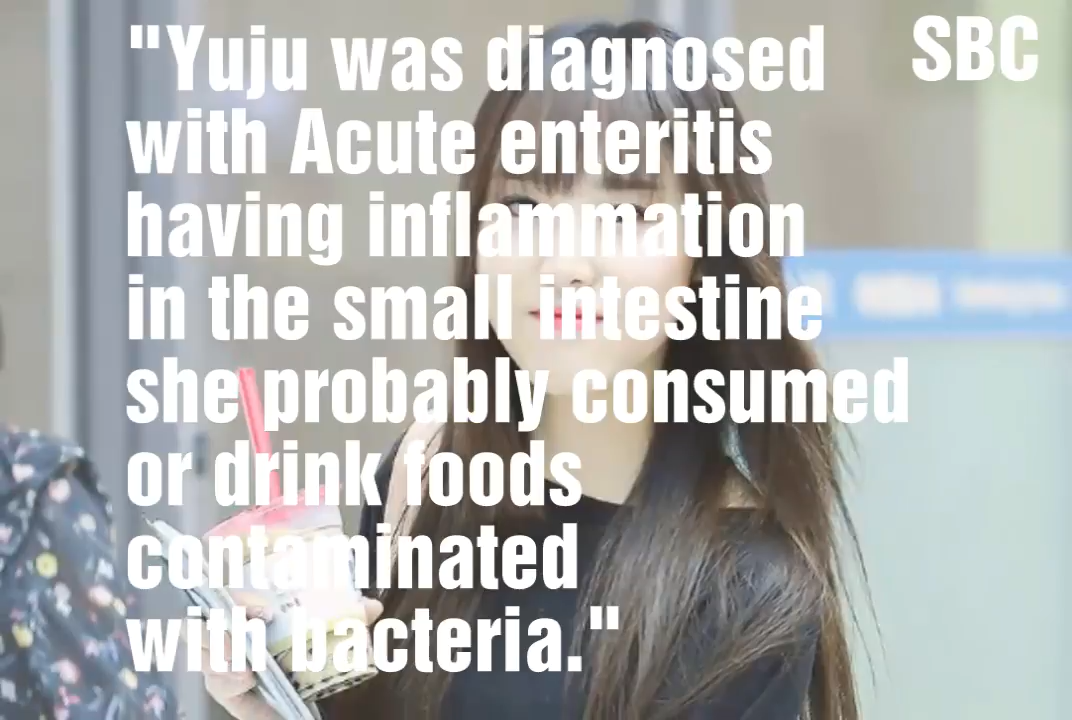 "Yuju was diagnosed
SBC
with Acute enteritis
having inflammation
in the small intestine
she probably consumed
or drink foods
contaminated
with bacteria."